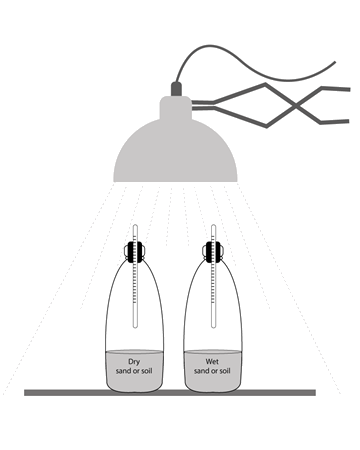 Dry
sand or soil
Wet
sand or soil